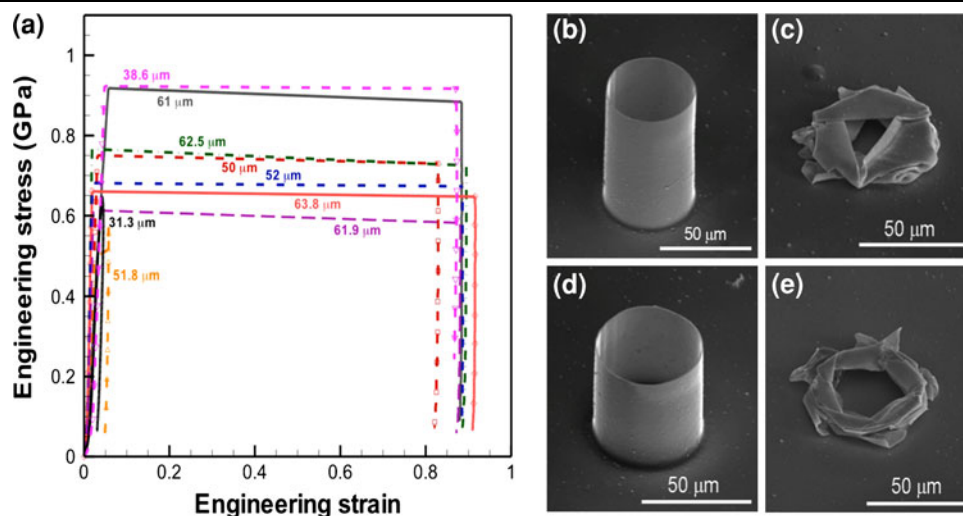 (a)
Engineering stress (GPa)
1
0.8
0.6
0.4
0.2
0
0
0.2
0.4
0.6
0.8
1
Engineering strain
38.6 μm
61 μm
62.5 μm
50 μm
52 μm
63.8 μm
31.3 μm
61.9 μm
51.8 μm
(b)
50 μm
(c)
50 μm
(d)
50 μm
(e)
50 μm